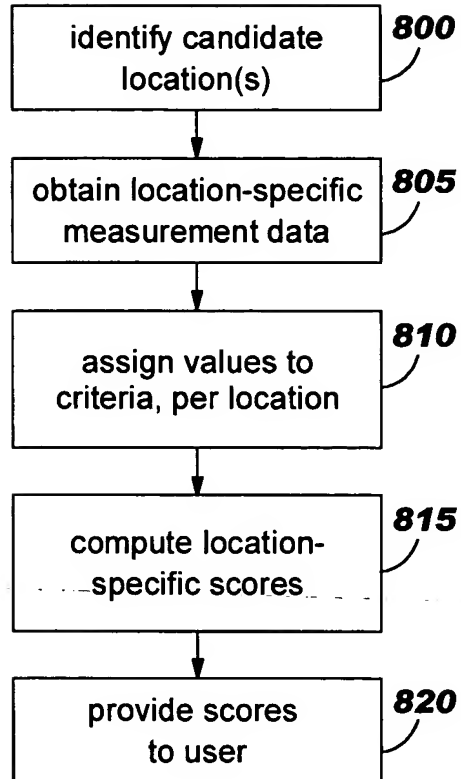 identify candidate
location(s)
800
obtain location-specific
measurement data
805
assign values to
criteria, per location
810
compute location-
specific scores
815
provide scores
to user
820